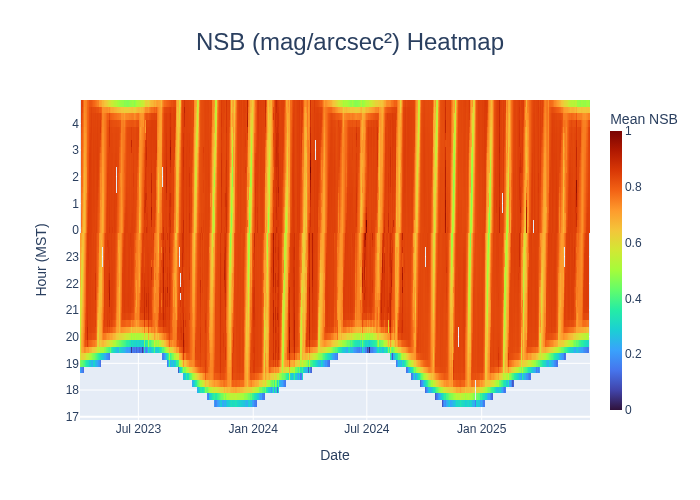 NSB (mag/arcsec²) Heatmap
Mean NSB
1
0.8
0.6
0.4
0.2
0
4
3
2
1
0
23
22
21
20
19
18
17
Hour (MST)
Jul 2023
Jan 2024
Jul 2024
Jan 2025
Date